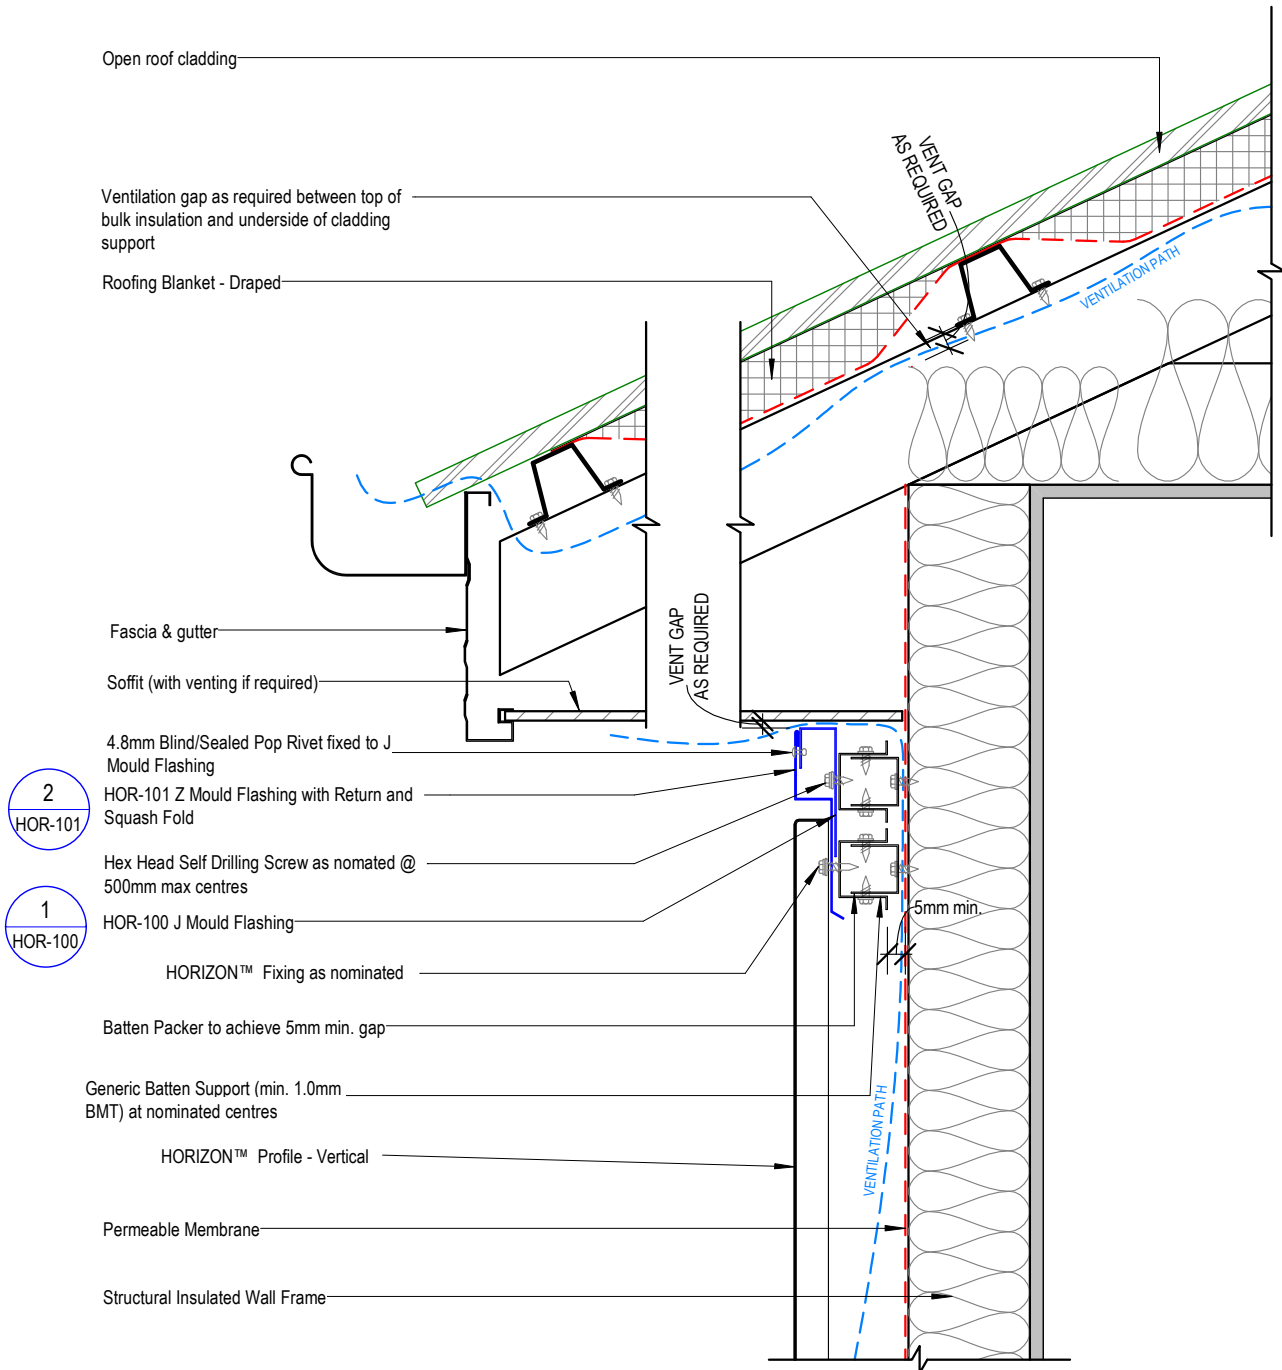 Open roof cladding
VENT GAP
AS REQUIRED
Ventilation gap as required between top of
bulk insulation and underside of cladding
support
VENTILATION PATH
Roofing Blanket - Draped
VENT GAP
AS REQUIRED
Fascia & gutter
Soffit (with venting if required)
4.8mm Blind/Sealed Pop Rivet fixed to J
Mould Flashing
2
HOR-101
HOR-101 Z Mould Flashing with Return and
Squash Fold
Hex Head Self Drilling Screw as nomated @
500mm max centres
1
HOR-100
HOR-100 J Mould Flashing
5mm min.
HORIZON™ Fixing as nominated
Batten Packer to achieve 5mm min. gap
Generic Batten Support (min. 1.0mm
BMT) at nominated centres
VENTILATION PATH
HORIZON™ Profile - Vertical
Permeable Membrane
Structural Insulated Wall Frame